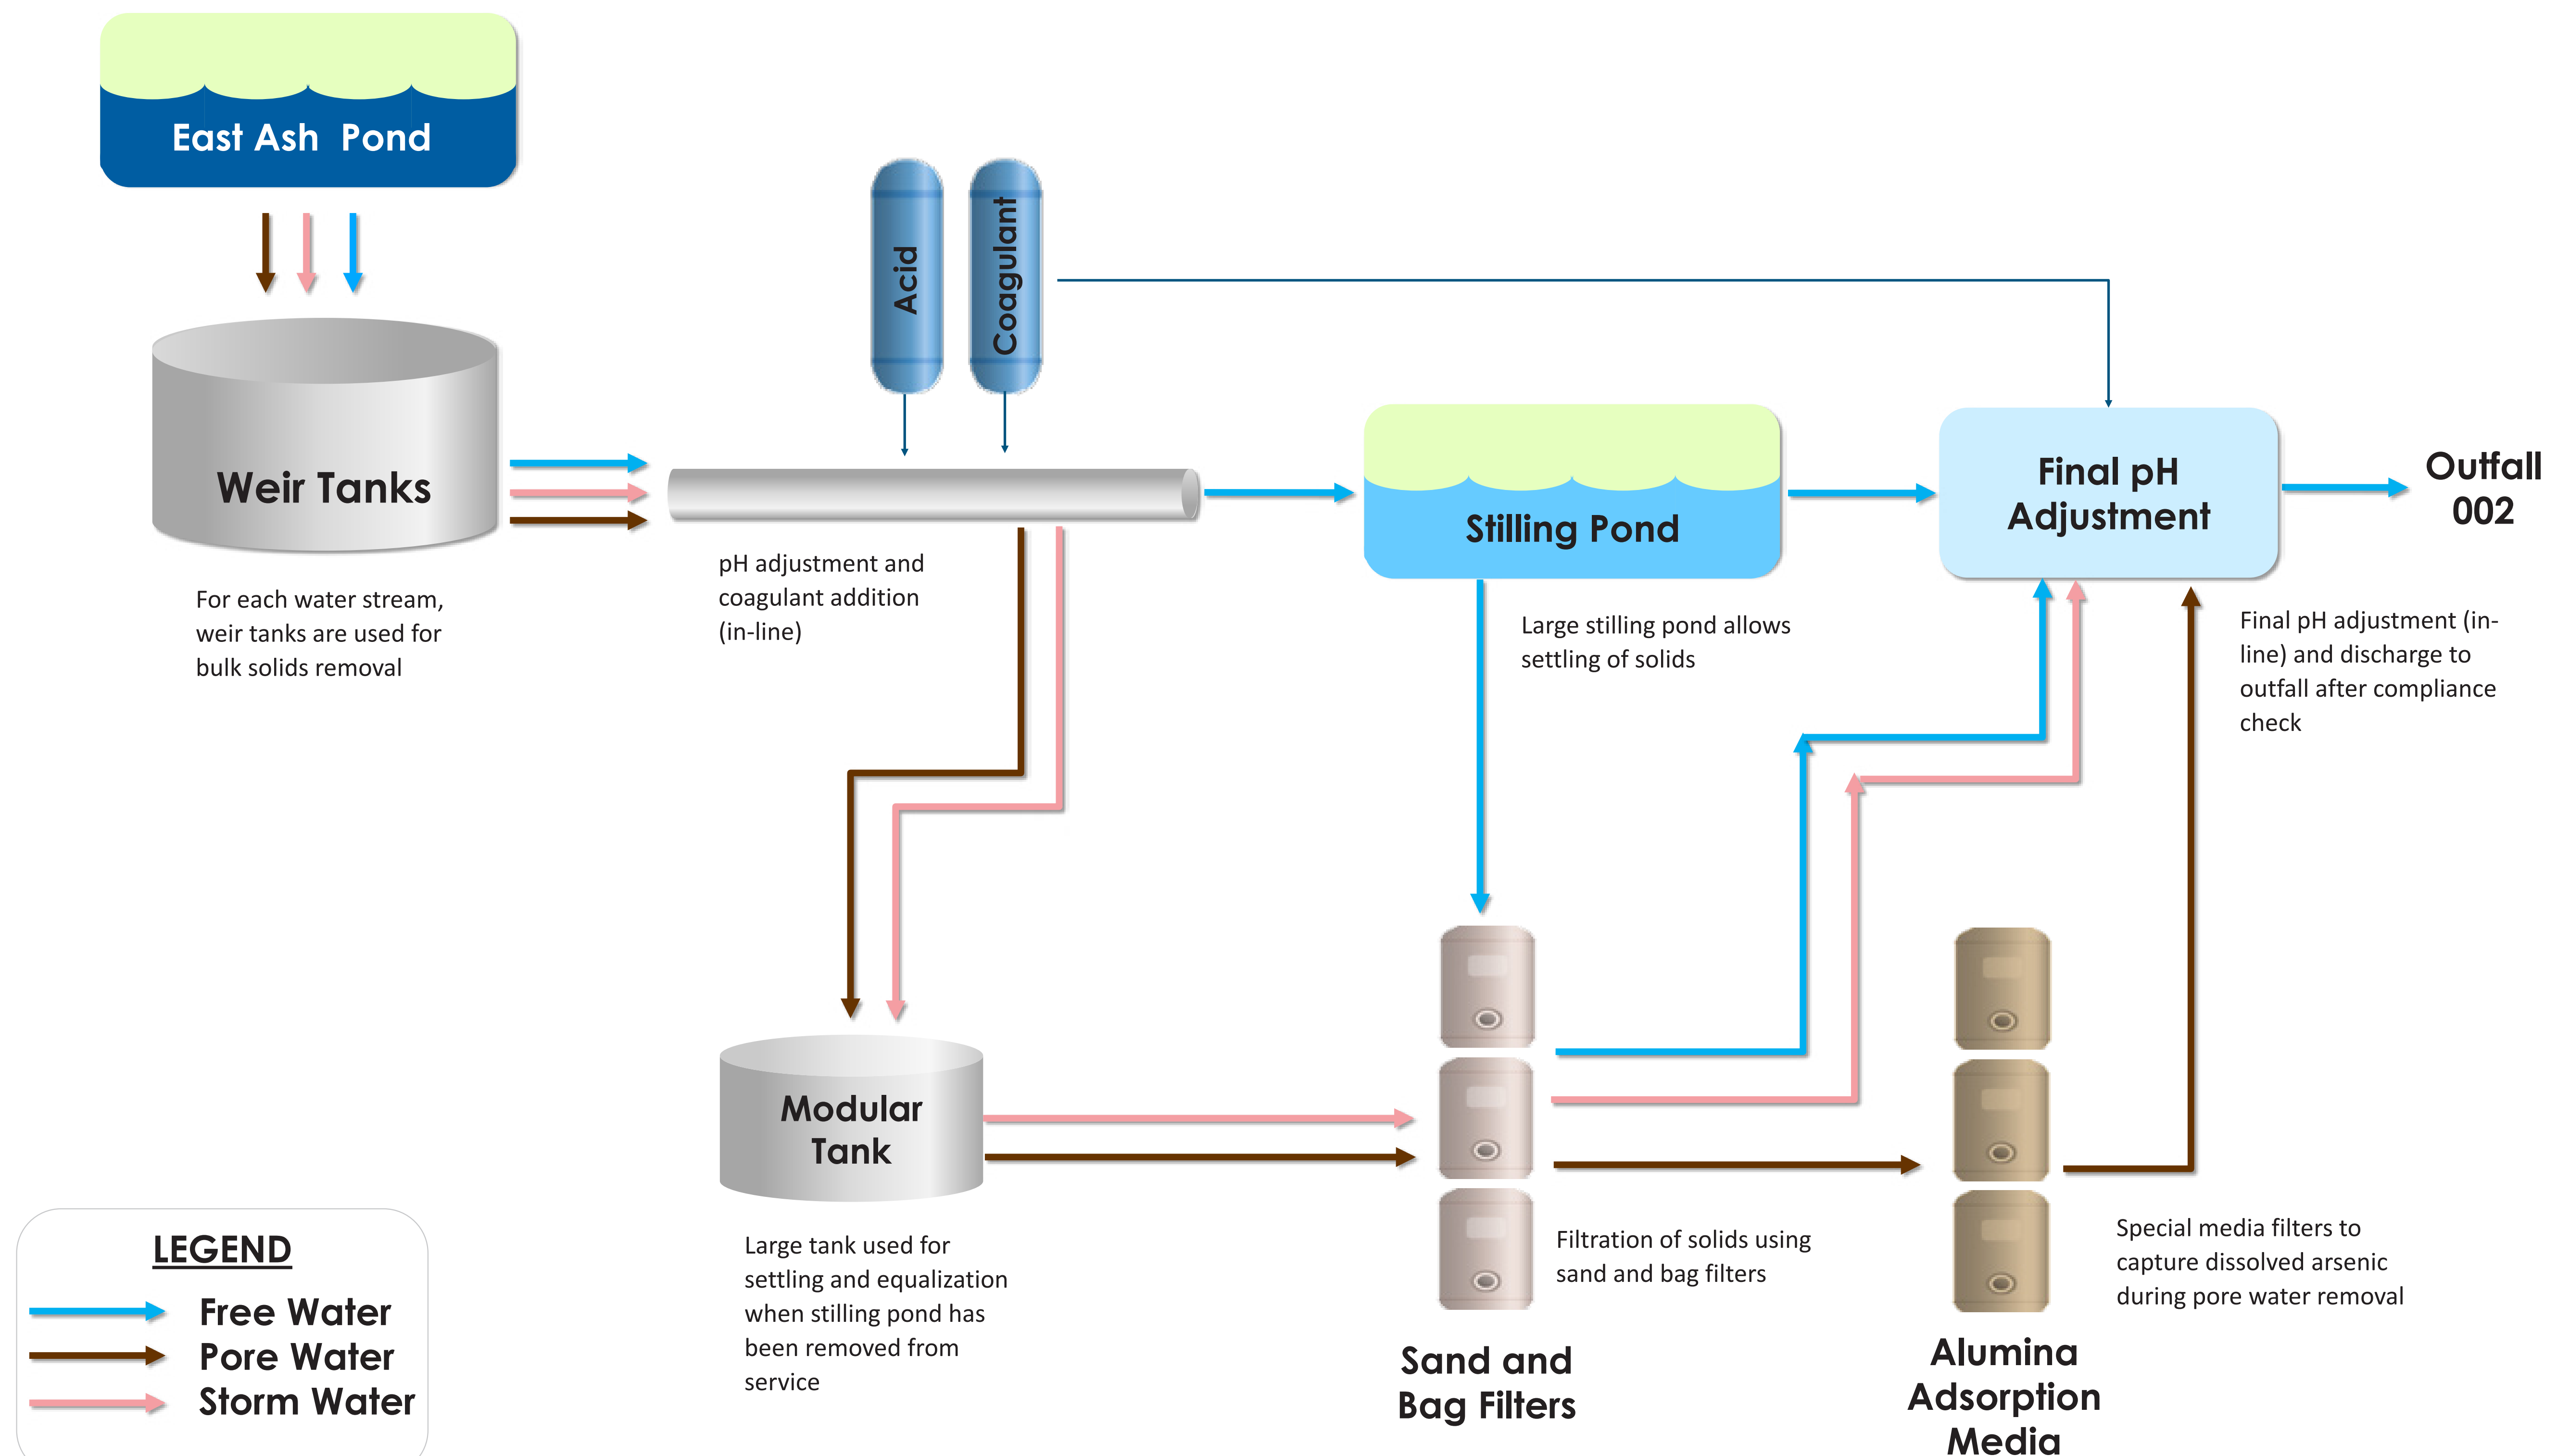 East Ash Pond
Acid
Coagulant
Weir Tanks
For each water stream,
weir tanks are used for
bulk solids removal
pH adjustment and
coagulant addition
(in-line)
Stilling Pond
Large stilling pond allows
settling of solids
Final pH
Adjustment
Outfall
002
Final pH adjustment (in-
line) and discharge to
outfall after compliance
check
Modular
Tank
Large tank used for
settling and equalization
when stilling pond has
been removed from
service
Filtration of solids using
sand and bag filters
Sand and
Bag Filters
Special media filters to
capture dissolved arsenic
during pore water removal
Alumina
Adsorption
Media
LEGEND
Free Water
Pore Water
Storm Water